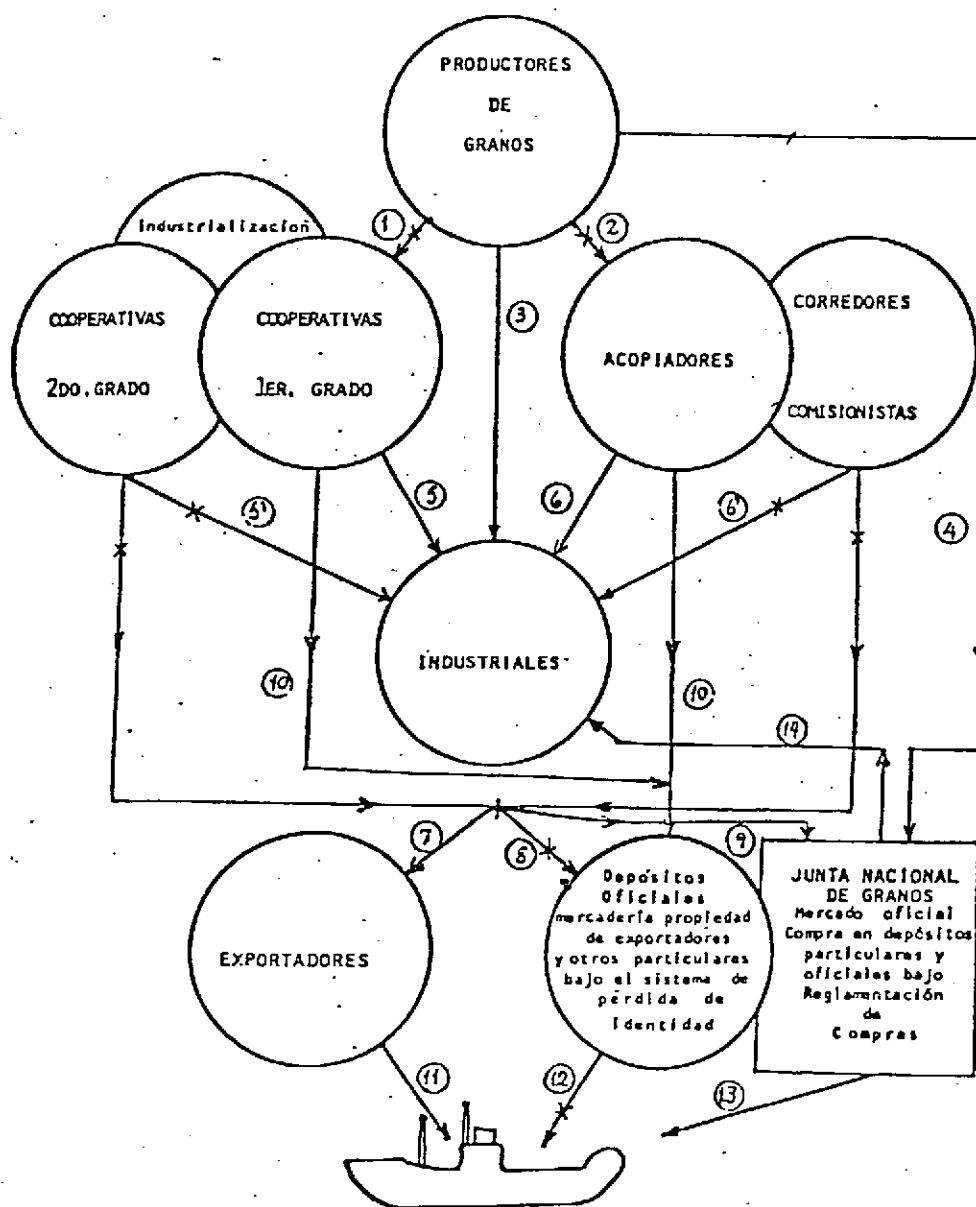 PRODUCTORES
DE
GRANOS
1
2
Industrialización
COOPERATIVAS
2DO. GRADO
COOPERATIVAS
1ER. GRADO
3
ACOPIADORES
CORREDORES
COMISIONISTAS
5'
5
6
6'
4
INDUSTRIALES
10
10
14
7
8
9
EXPORTADORES
Depósitos
Oficiales
mercadería propiedad
de exportadores
y otros particulares
bajo el sistema de
pérdida de
Identidad
JUNTA NACIONAL
DE GRANOS
Mercado oficial
Compra en depósitos
particulares y
oficiales bajo
Reglamentación
de
Compras
11
12
13